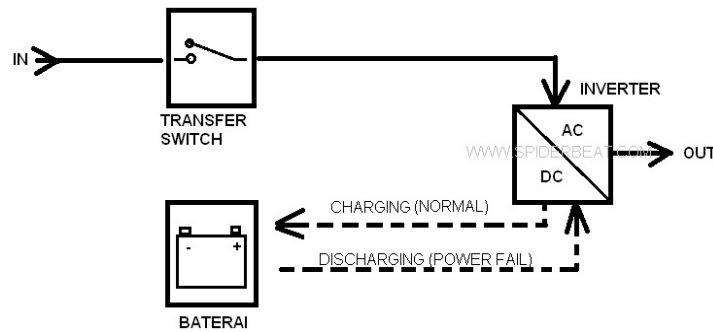 IN
TRANSFER
SWITCH
INVERTER
AC
DC
WWW.SPIDERBEAT.COM
OUT
CHARGING (NORMAL)
DISCHARGING (POWER FAIL)
- +
BATERAI